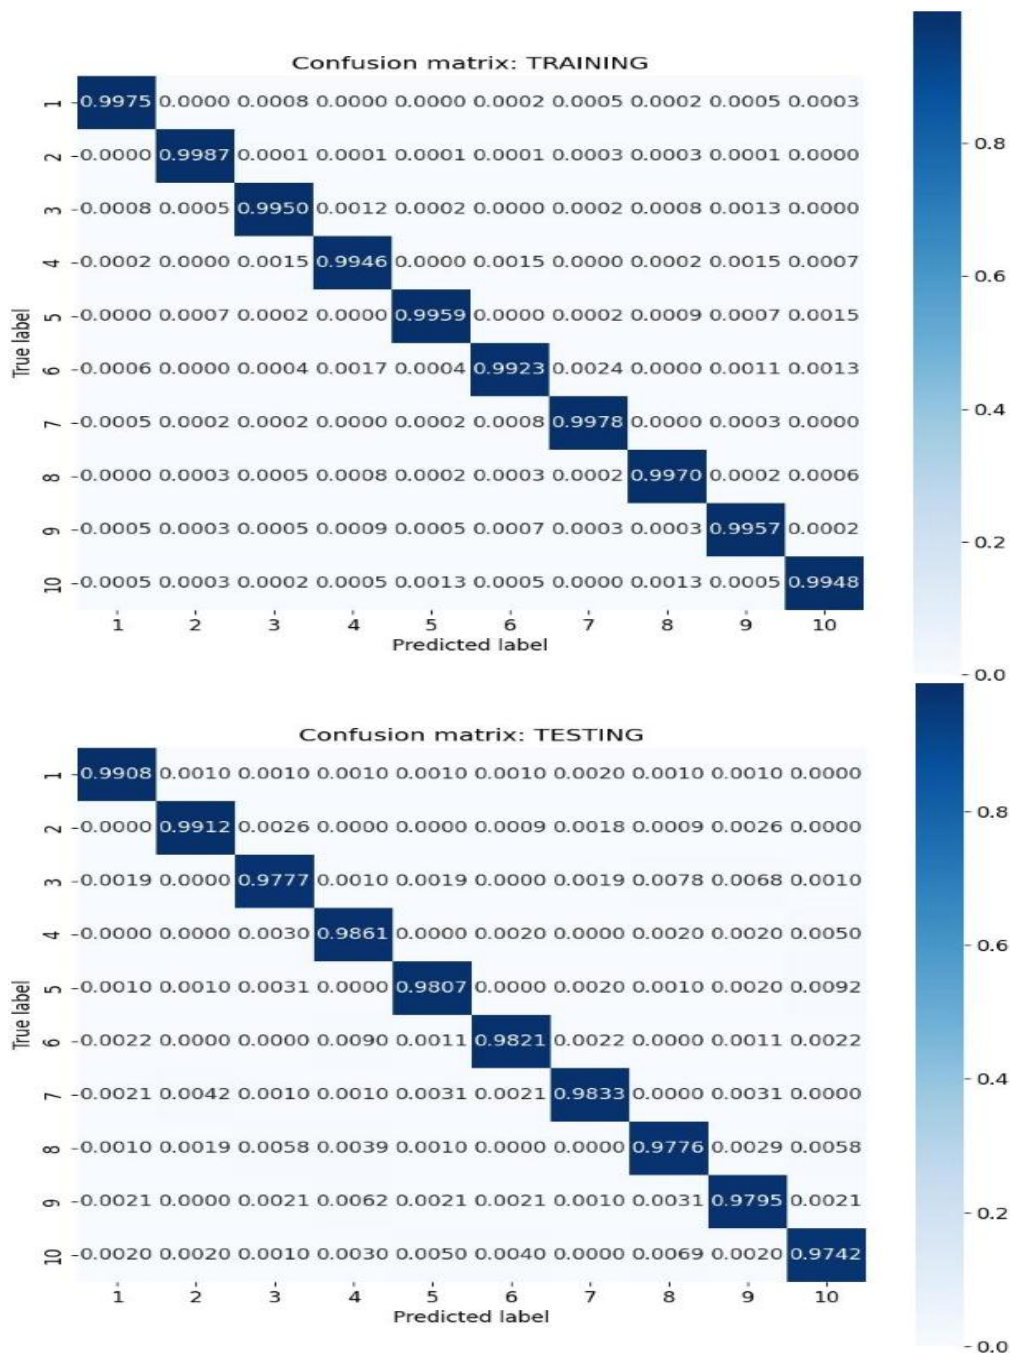 Confusion matrix: TRAINING
1 0.9975 0.0000 0.0008 0.0000 0.0000 0.0002 0.0005 0.0002 0.0005 0.0003
2 0.0000 0.9987 0.0001 0.0001 0.0001 0.0001 0.0003 0.0003 0.0001 0.0000
3 0.0008 0.0005 0.9950 0.0012 0.0002 0.0000 0.0002 0.0008 0.0013 0.0000
4 0.0002 0.0000 0.0015 0.9946 0.0000 0.0015 0.0000 0.0002 0.0015 0.0007
5 0.0000 0.0007 0.0002 0.0000 0.9959 0.0000 0.0002 0.0009 0.0007 0.0015
6 0.0006 0.0000 0.0004 0.0017 0.0004 0.9923 0.0024 0.0000 0.0011 0.0013
7 0.0005 0.0002 0.0002 0.0000 0.0002 0.0008 0.9978 0.0000 0.0003 0.0000
8 0.0000 0.0003 0.0005 0.0008 0.0002 0.0003 0.0002 0.9970 0.0002 0.0006
9 0.0005 0.0003 0.0005 0.0009 0.0005 0.0007 0.0003 0.0003 0.9957 0.0002
10 0.0005 0.0003 0.0002 0.0005 0.0013 0.0005 0.0000 0.0013 0.0005 0.9948
True label
1 2 3 4 5 6 7 8 9 10
Predicted label
0.8
0.6
0.4
0.2
0.0
Confusion matrix: TESTING
1 0.9908 0.0010 0.0010 0.0010 0.0010 0.0010 0.0020 0.0010 0.0010 0.0000
2 0.0000 0.9912 0.0026 0.0000 0.0000 0.0009 0.0018 0.0009 0.0026 0.0000
3 0.0019 0.0000 0.9777 0.0010 0.0019 0.0000 0.0019 0.0078 0.0068 0.0010
4 0.0000 0.0000 0.0030 0.9861 0.0000 0.0020 0.0000 0.0020 0.0020 0.0050
5 0.0010 0.0010 0.0031 0.0000 0.9807 0.0000 0.0020 0.0010 0.0020 0.0092
6 0.0022 0.0000 0.0000 0.0090 0.0011 0.9821 0.0022 0.0000 0.0011 0.0022
7 0.0021 0.0042 0.0010 0.0010 0.0031 0.0021 0.9833 0.0000 0.0031 0.0000
8 0.0010 0.0019 0.0058 0.0039 0.0010 0.0000 0.0000 0.9776 0.0029 0.0058
9 0.0021 0.0000 0.0021 0.0062 0.0021 0.0021 0.0010 0.0031 0.9795 0.0021
10 0.0020 0.0020 0.0010 0.0030 0.0050 0.0040 0.0000 0.0069 0.0020 0.9742
True label
1 2 3 4 5 6 7 8 9 10
Predicted label
0.8
0.6
0.4
0.2
0.0